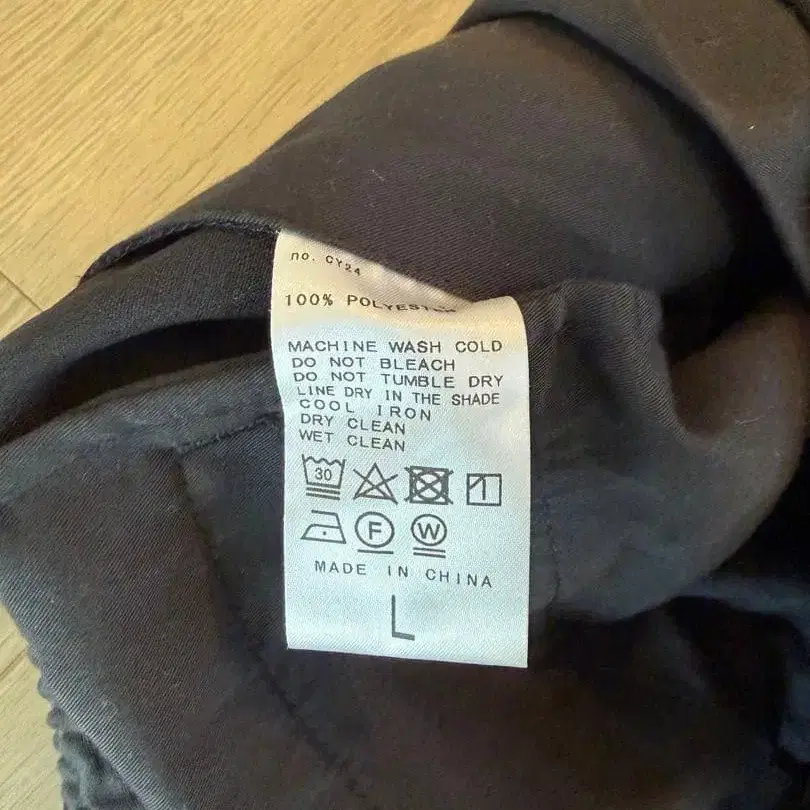 no. CY24
100% POLYESTER
MACHINE WASH COLD
DO NOT BLEACH
DO NOT TUMBLE DRY
LINE DRY IN THE SHADE
COOL IRON
DRY CLEAN
WET CLEAN
30
F W
MADE IN CHINA
L